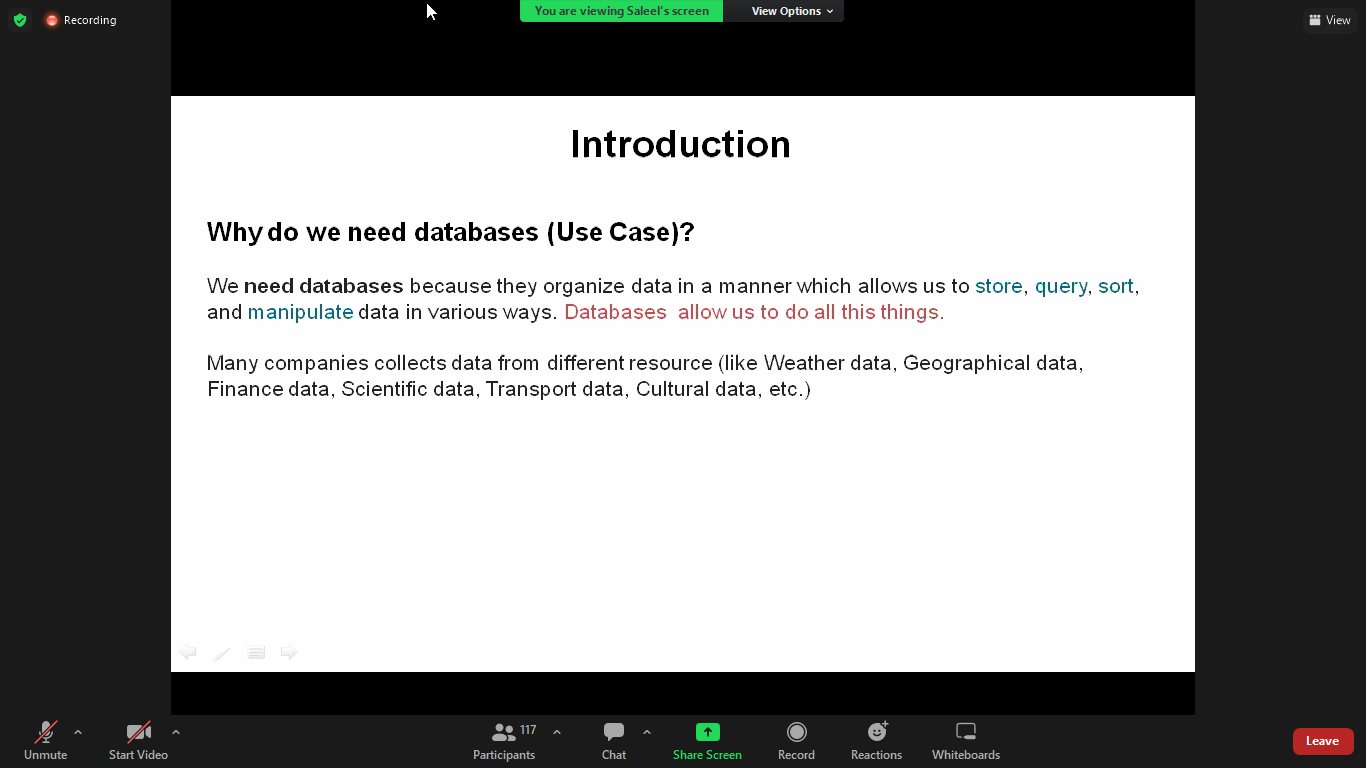 Recording
You are viewing Saleel's screen
View Options
View
Introduction
Why do we need databases (Use Case)?
We need databases because they organize data in a manner which allows us to store, query, sort,
and manipulate data in various ways. Databases allow us to do all this things.
Many companies collects data from different resource (like Weather data, Geographical data,
Finance data, Scientific data, Transport data, Cultural data, etc.)
Unmute
Start Video
117
Participants
Chat
Share Screen
Record
Reactions
Whiteboards
Leave